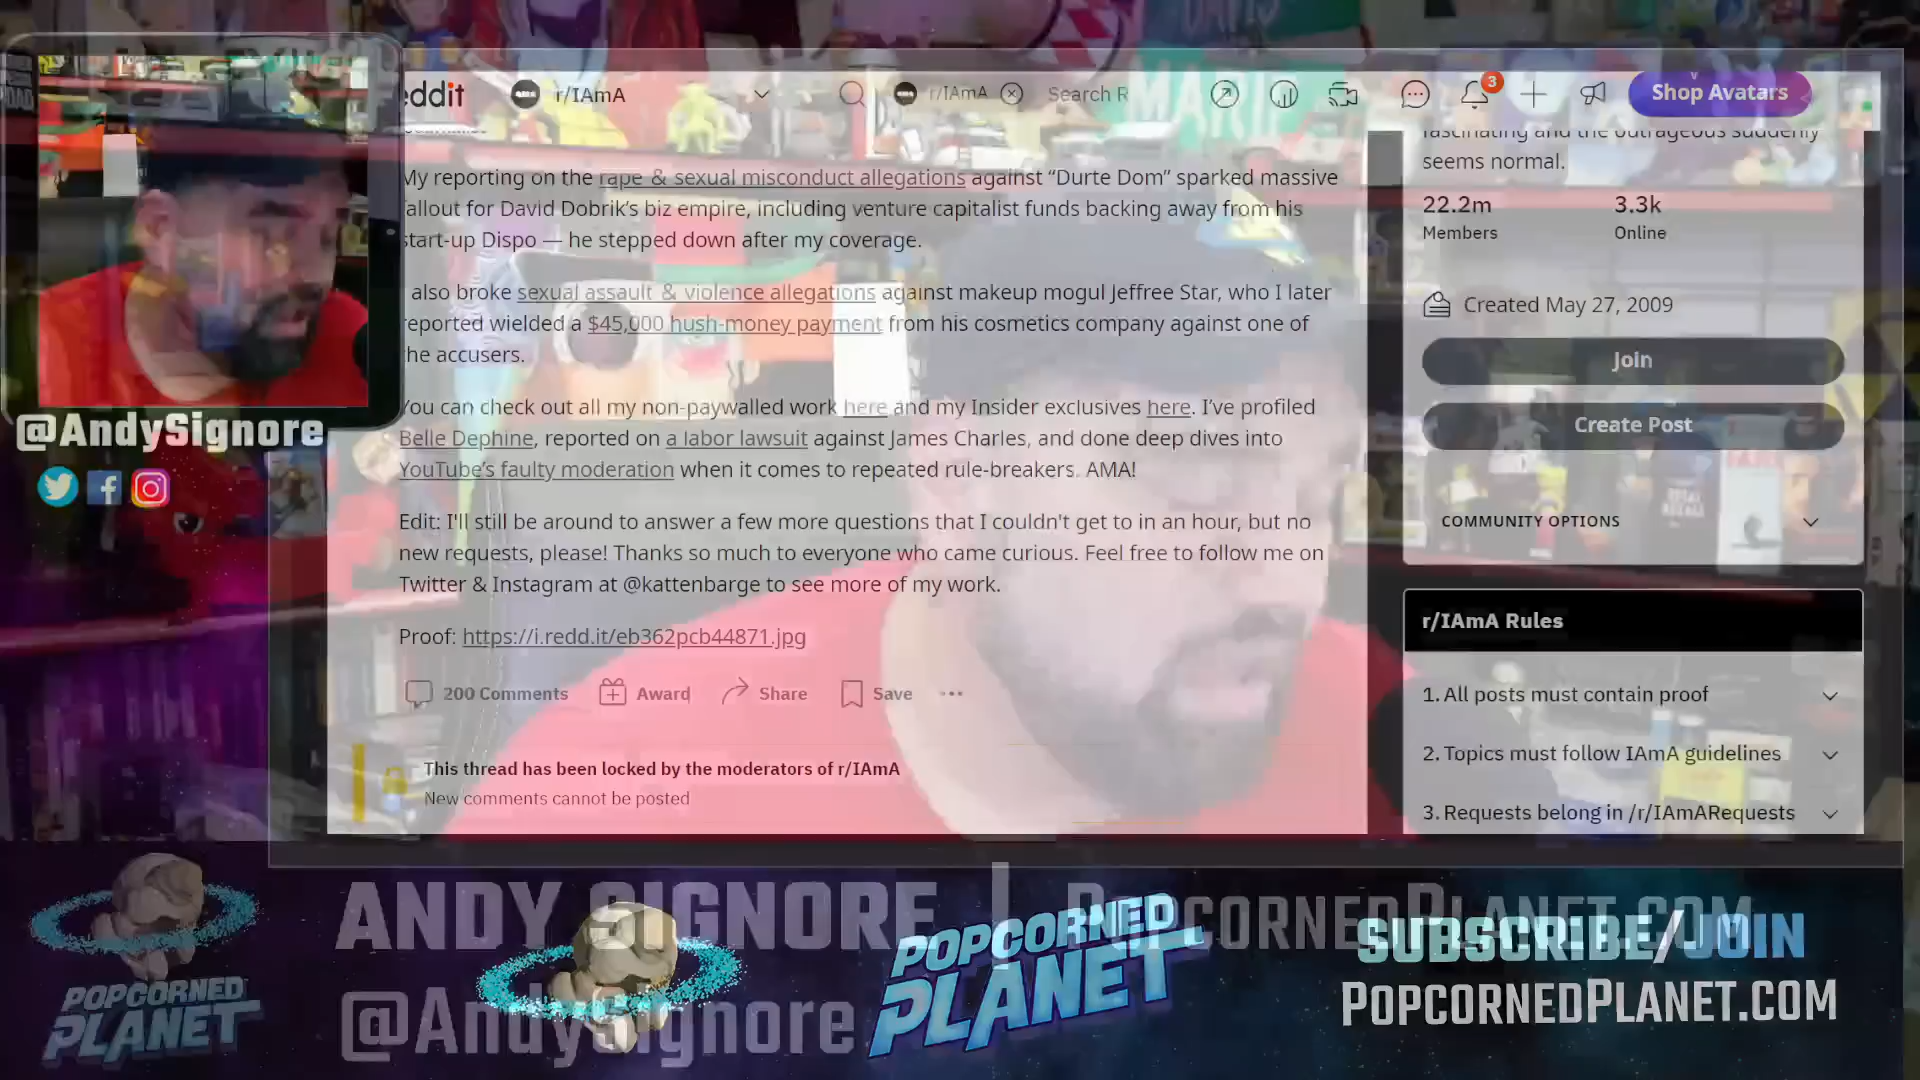 eddit r/IAmA r/IAmA Search R 3 Shop Avatars
My reporting on the rape & sexual misconduct allegations against “Durte Dom” sparked massive
fallout for David Dobrik’s biz empire, including venture capitalist funds backing away from his
start-up Dispo — he stepped down after my coverage.
also broke sexual assault & violence allegations against makeup mogul Jeffree Star, who I later
reported wielded a $45,000 hush-money payment from his cosmetics company against one of
the accusers.
You can check out all my non-paywalled work here and my Insider exclusives here. I’ve profiled
Belle Dephine, reported on a labor lawsuit against James Charles, and done deep dives into
YouTube’s faulty moderation when it comes to repeated rule-breakers. AMA!
Edit: I'll still be around to answer a few more questions that I couldn't get to in an hour, but no
new requests, please! Thanks so much to everyone who came curious. Feel free to follow me on
Twitter & Instagram at @kattenbarge to see more of my work.
Proof: https://i.redd.it/eb362pcb44871.jpg
200 Comments Award Share Save
This thread has been locked by the moderators of r/IAmA
New comments cannot be posted
fascinating and the outrageous suddenly
seems normal.
22.2m 3.3k
Members Online
Created May 27, 2009
Join
Create Post
COMMUNITY OPTIONS
r/IAmA Rules
1. All posts must contain proof
2. Topics must follow IAmA guidelines
3. Requests belong in /r/IAmARequests
@AndySignore
ANDY SIGNORE | POPCORNEDPLANET.COM
@AndySignore
POPCORNED
PLANET
POPCORNED
PLANET
SUBSCRIBE/JOIN
POPCORNEDPLANET.COM